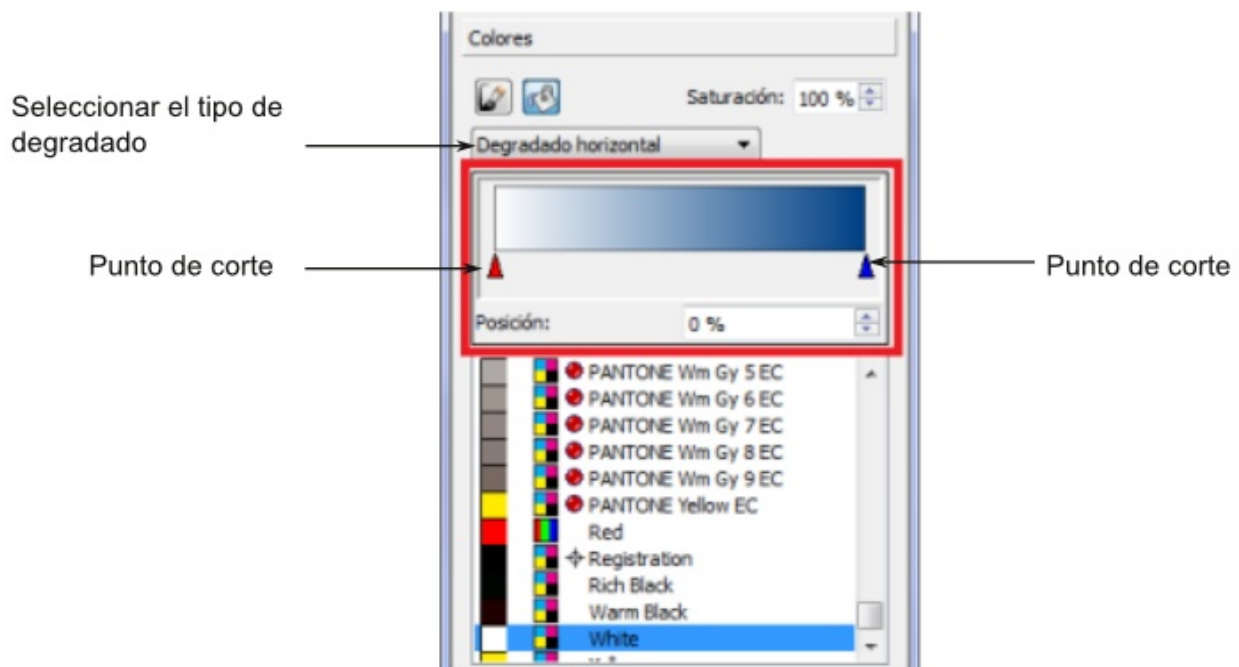 Colores
Saturación: 100 %
Seleccionar el tipo de
degradado
Degradado horizontal
Punto de corte
Punto de corte
Posición: 0 %
PANTONE Wm Gy 5 EC
PANTONE Wm Gy 6 EC
PANTONE Wm Gy 7 EC
PANTONE Wm Gy 8 EC
PANTONE Wm Gy 9 EC
PANTONE Yellow EC
Red
Registration
Rich Black
Warm Black
White